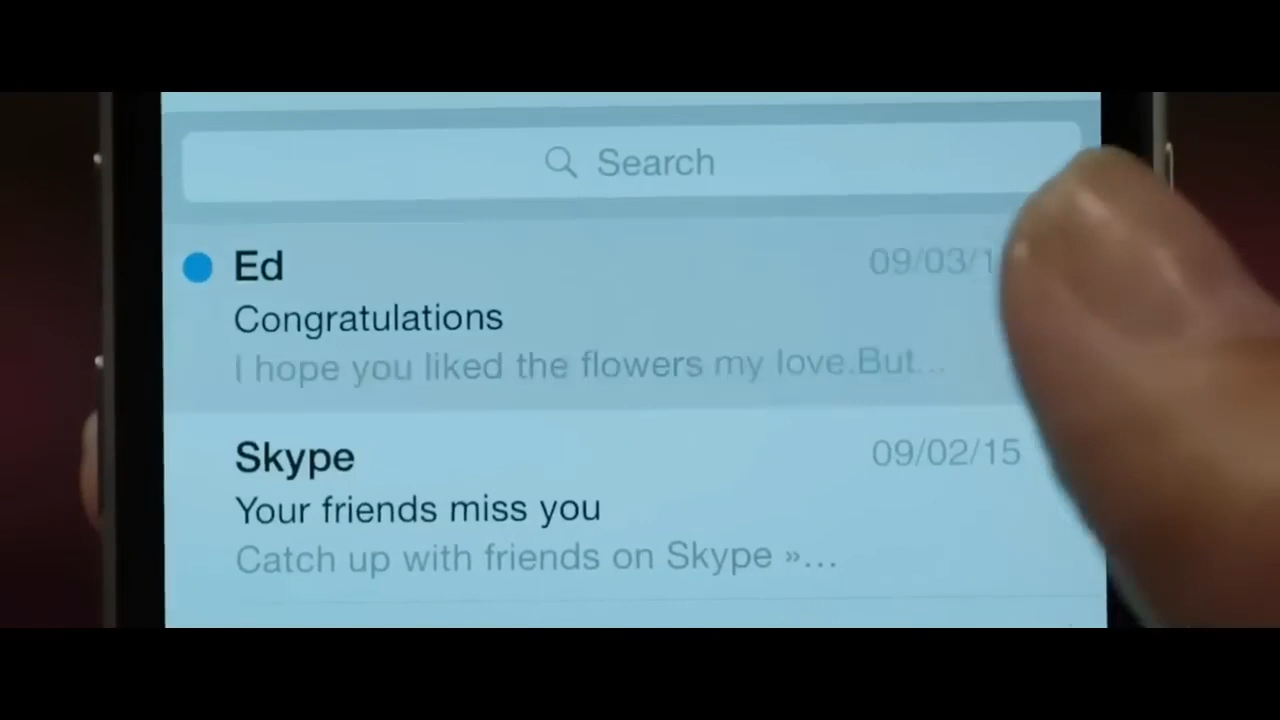 Search
Ed
09/03/1
Congratulations
I hope you liked the flowers my love.But...
Skype
09/02/15
Your friends miss you
Catch up with friends on Skype »...